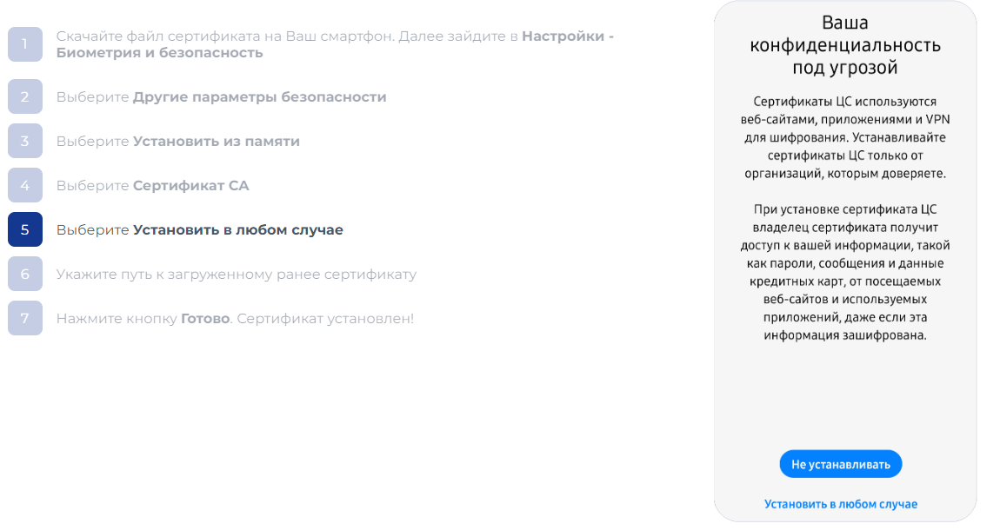 1
Скачайте файл сертификата на Ваш смартфон. Далее зайдите в Настройки -
Биометрия и безопасность
2
Выберите Другие параметры безопасности
3
Выберите Установить из памяти
4
Выберите Сертификат СА
5
Выберите Установить в любом случае
6
Укажите путь к загруженному ранее сертификату
7
Нажмите кнопку Готово. Сертификат установлен!
Ваша
конфиденциальность
под угрозой
Сертификаты ЦС используются
веб-сайтами, приложениями и VPN
для шифрования. Устанавливайте
сертификаты ЦС только от
организаций, которым доверяете.
При установке сертификата ЦС
владелец сертификата получит
доступ к вашей информации, такой
как пароли, сообщения и данные
кредитных карт, от посещаемых
веб-сайтов и используемых
приложений, даже если эта
информация зашифрована.
Не устанавливать
Установить в любом случае